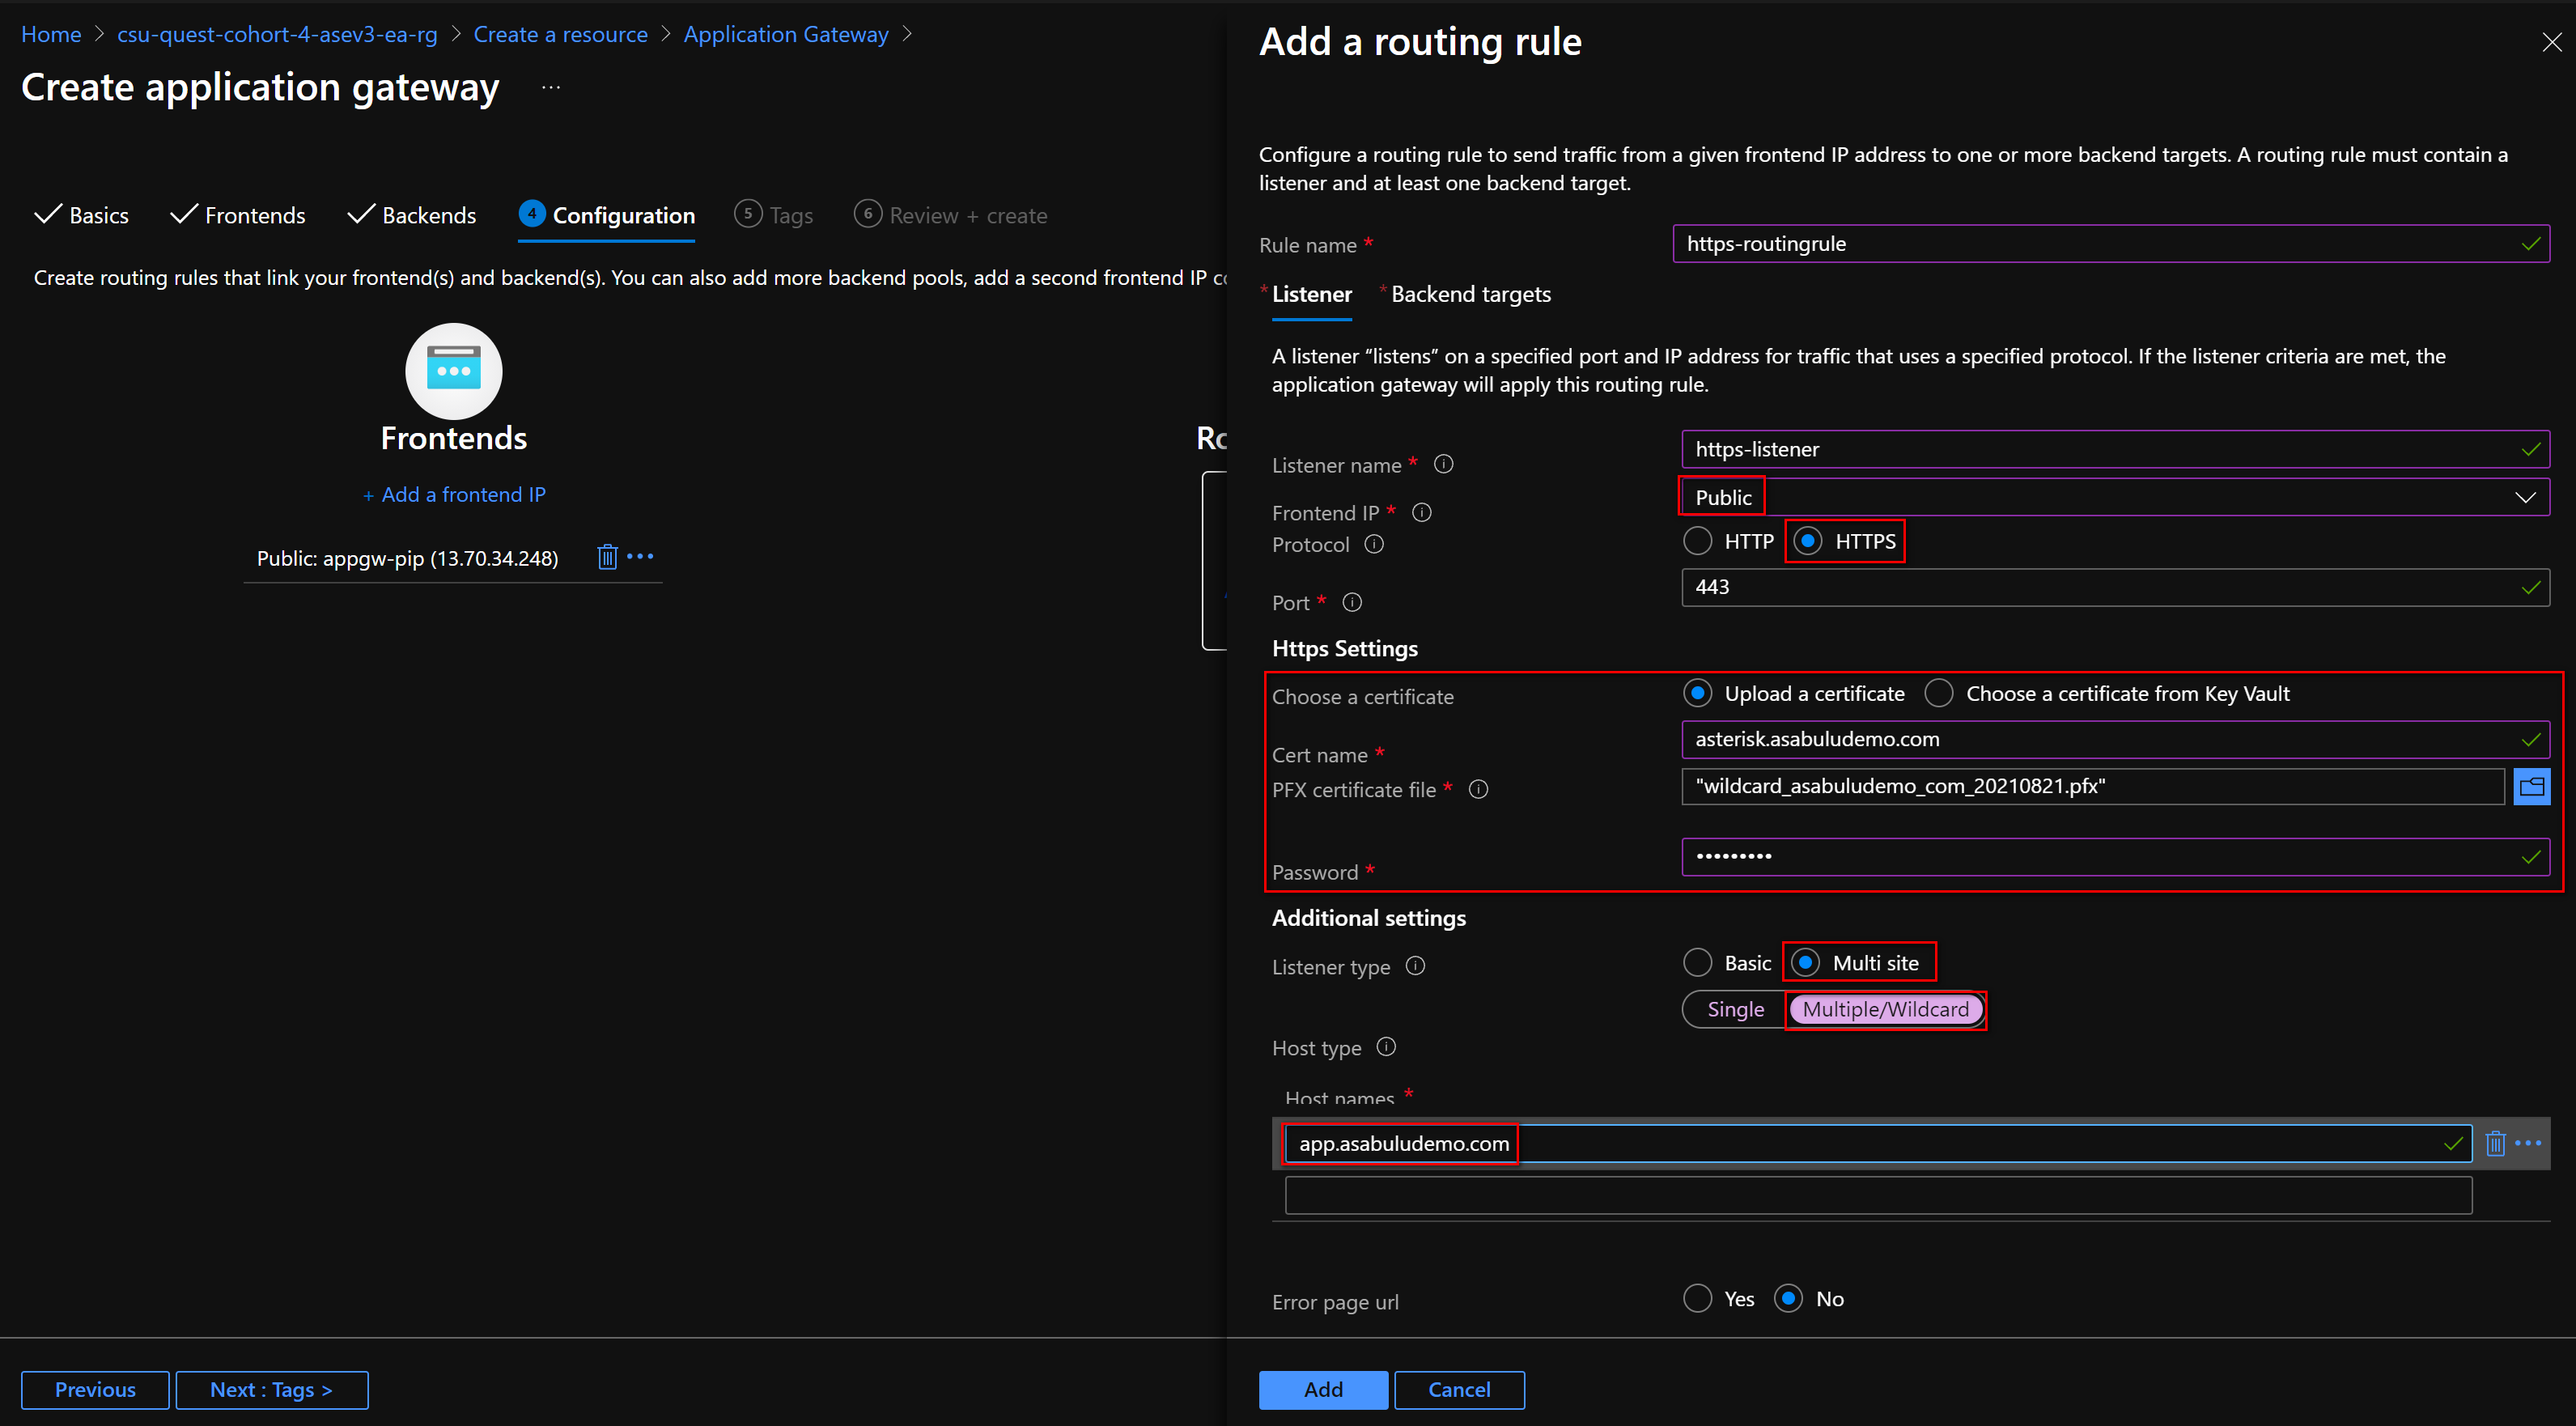 Home > csu-quest-cohort-4-asev3-ea-rg > Create a resource > Application Gateway >
Create application gateway ...
Basics
Frontends
Backends
4 Configuration
5 Tags
6 Review + create
Create routing rules that link your frontend(s) and backend(s). You can also add more backend pools, add a second frontend IP
Frontends
+ Add a frontend IP
Public: appgw-pip (13.70.34.248)
Add a routing rule
Configure a routing rule to send traffic from a given frontend IP address to one or more backend targets. A routing rule must contain a
listener and at least one backend target.
Rule name * https-routingrule
* Listener * Backend targets
A listener “listens” on a specified port and IP address for traffic that uses a specified protocol. If the listener criteria are met, the
application gateway will apply this routing rule.
Listener name * https-listener
Frontend IP * Public
Protocol HTTP HTTPS
Port * 443
Https Settings
Choose a certificate Upload a certificate Choose a certificate from Key Vault
Cert name * asterisk.asabuludemo.com
PFX certificate file * "wildcard_asabuludemo_com_20210821.pfx"
Password * •••••••••
Additional settings
Listener type Basic Multi site
Single Multiple/Wildcard
Host type
Host names *
app.asabuludemo.com
Error page url Yes No
Previous
Next : Tags >
Add
Cancel